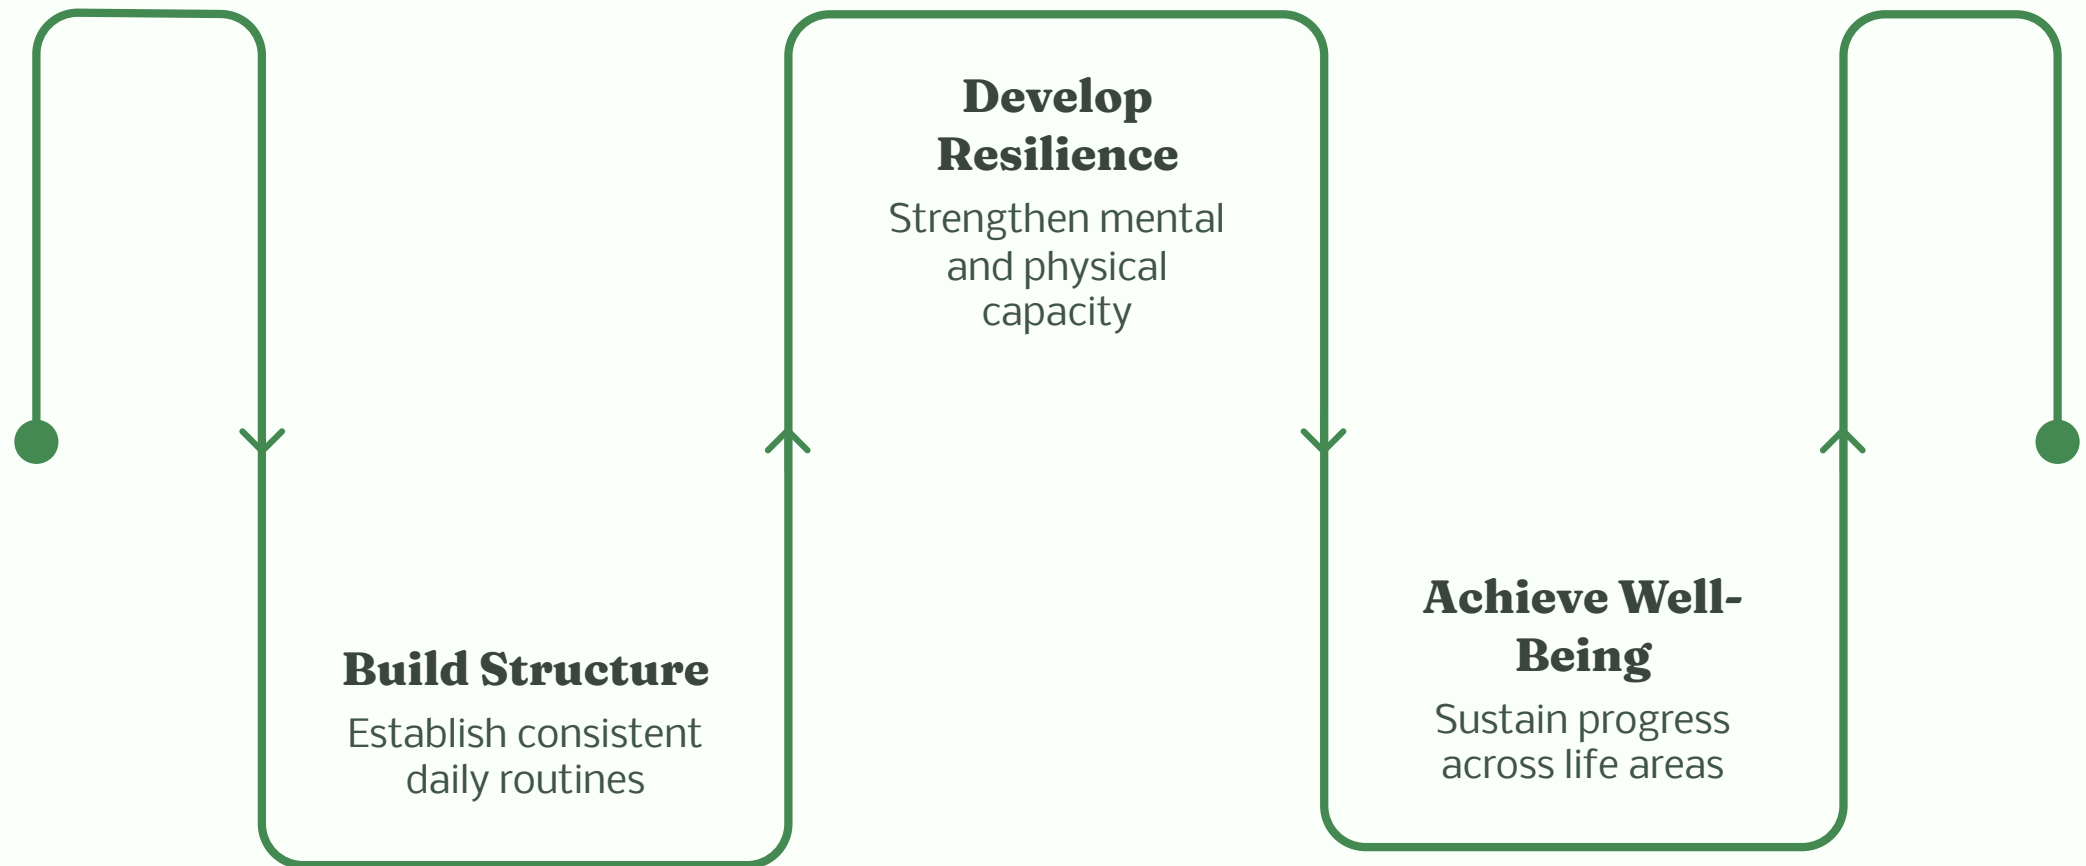 Build Structure
Establish consistent
daily routines
Develop
Resilience
Strengthen mental
and physical
capacity
Achieve Well-
Being
Sustain progress
across life areas